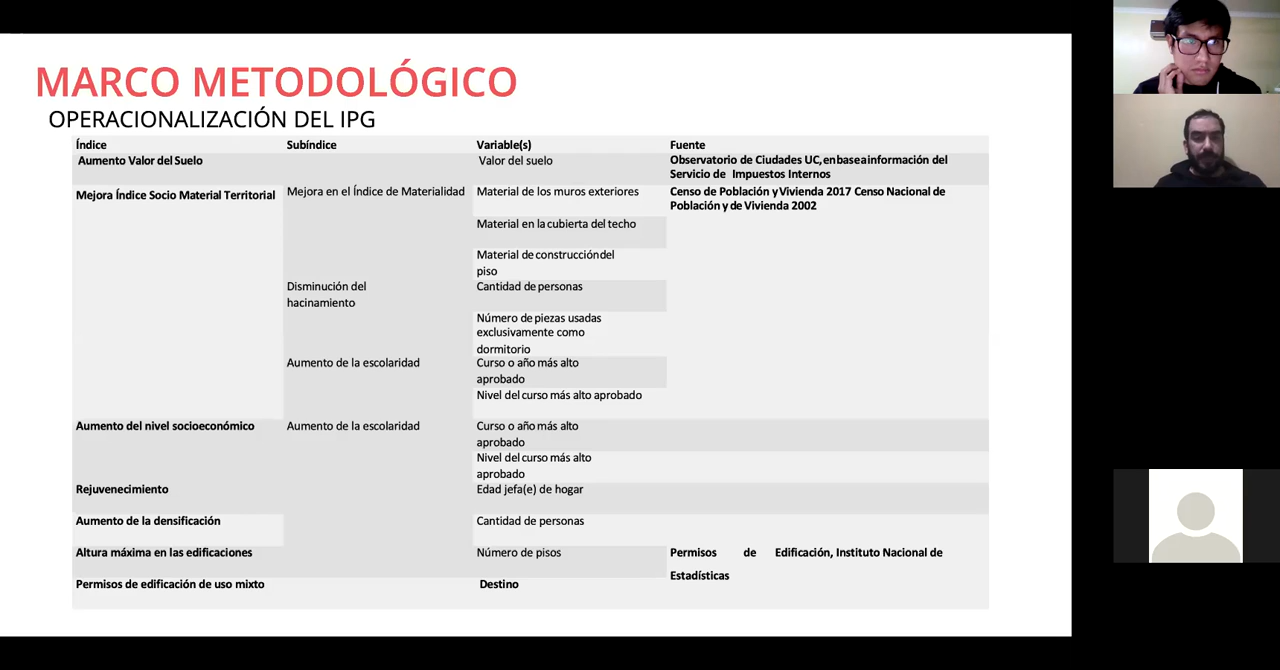 MARCO METODOLÓGICO
OPERACIONALIZACIÓN DEL IPG
Índice Subíndice Variable(s) Fuente
Aumento Valor del Suelo Valor del suelo Observatorio de Ciudades UC, en base a información del
Servicio de Impuestos Internos
Mejora Índice Socio Material Territorial Mejora en el Índice de Materialidad Material de los muros exteriores Censo de Población y Vivienda 2017 Censo Nacional de
Población y de Vivienda 2002
Material en la cubierta del techo
Material de construcción del
piso
Disminución del Cantidad de personas
hacinamiento
Número de piezas usadas
exclusivamente como
dormitorio
Aumento de la escolaridad Curso o año más alto
aprobado
Nivel del curso más alto aprobado
Aumento del nivel socioeconómico Aumento de la escolaridad Curso o año más alto
aprobado
Nivel del curso más alto
aprobado
Rejuvenecimiento Edad jefa(e) de hogar
Aumento de la densificación Cantidad de personas
Altura máxima en las edificaciones Número de pisos Permisos de Edificación, Instituto Nacional de
Estadísticas
Permisos de edificación de uso mixto Destino